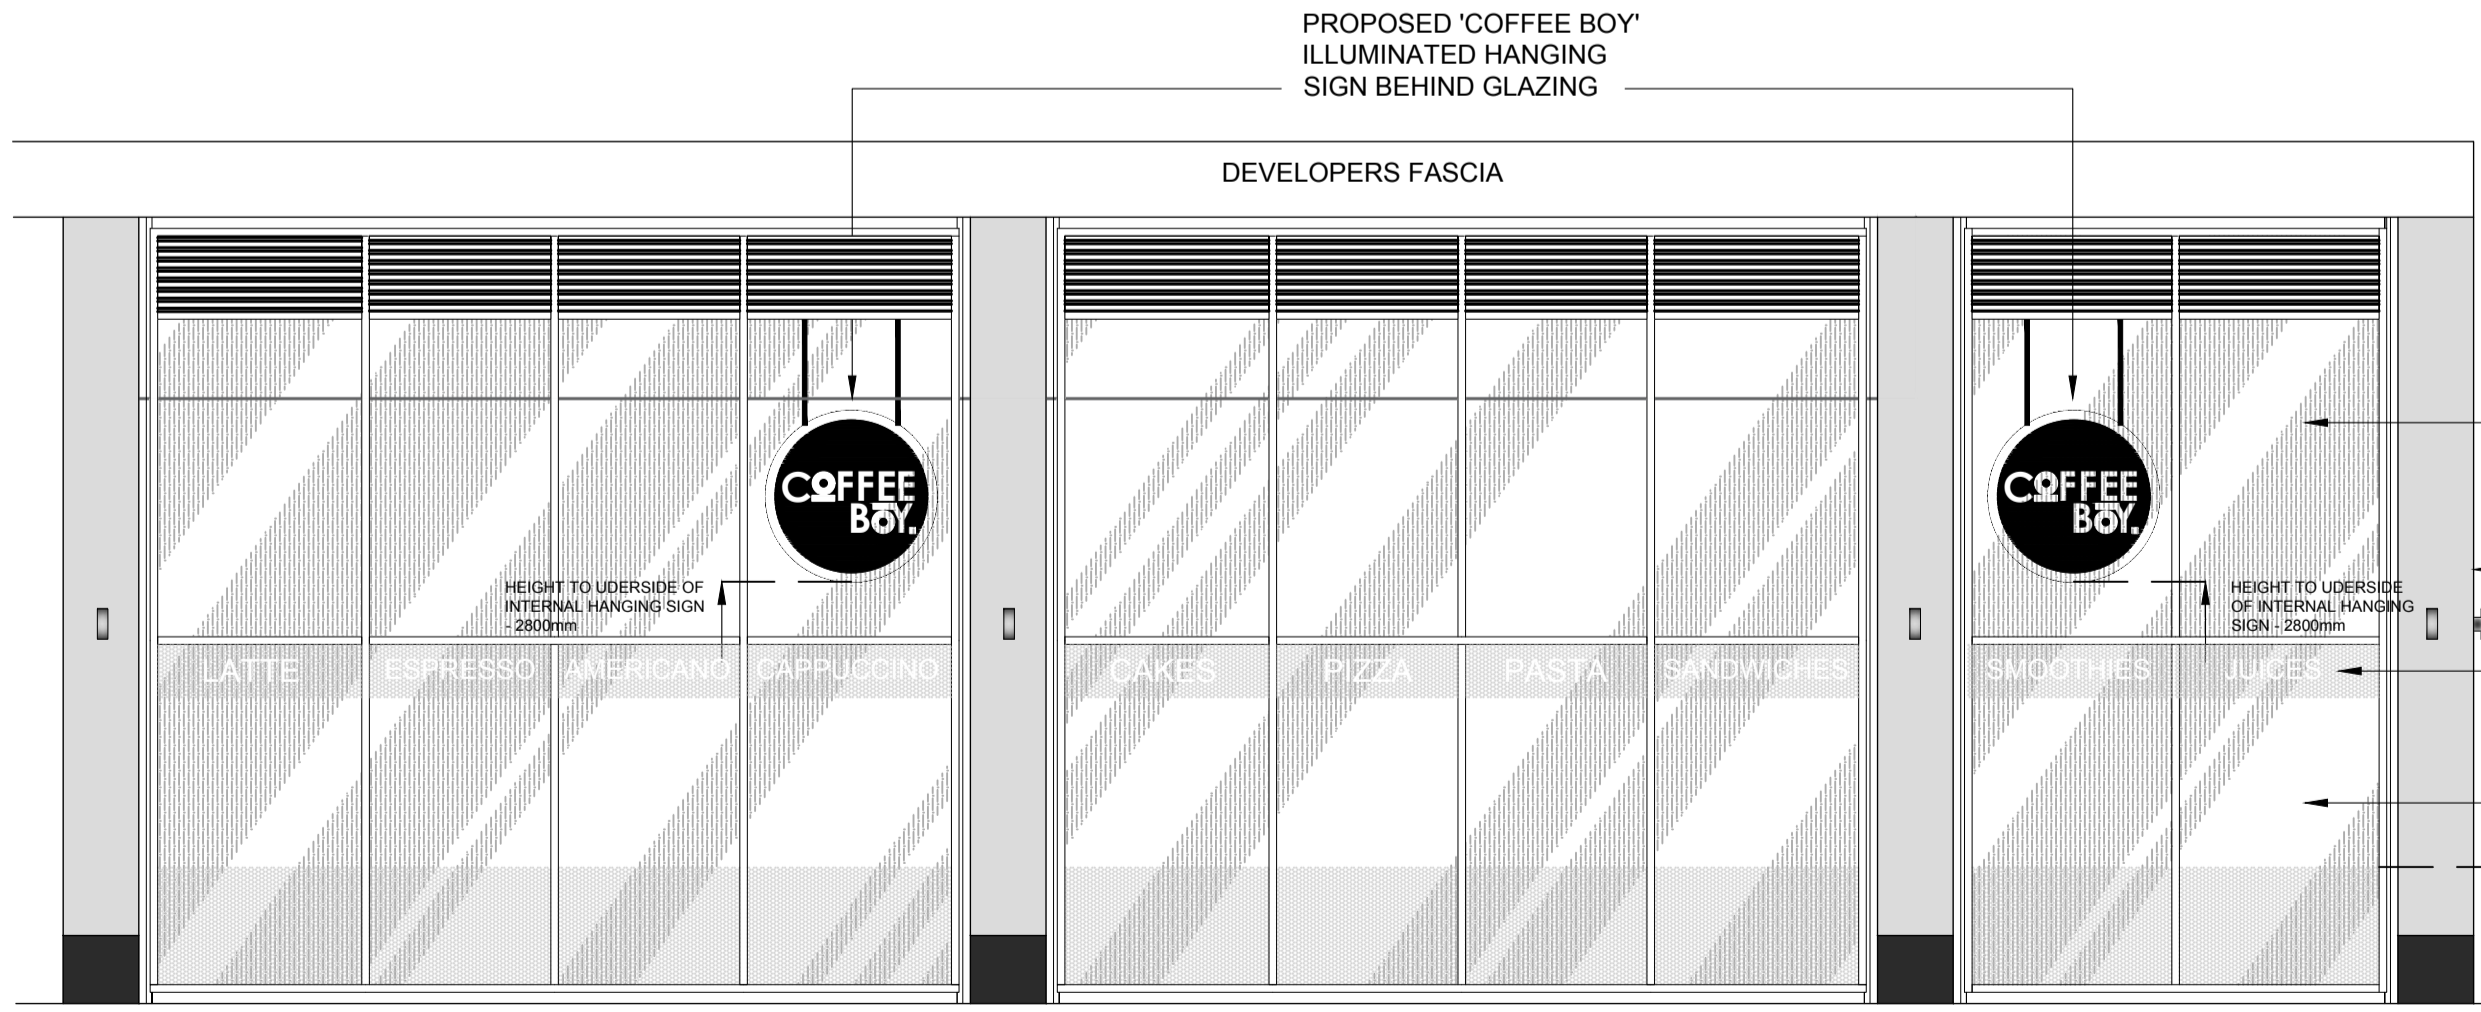 PROPOSED 'COFFEE BOY'
ILLUMINATED HANGING
SIGN BEHIND GLAZING
DEVELOPERS FASCIA
COFFEE
BOY.
COFFEE
BOY.
HEIGHT TO UDERSIDE OF
INTERNAL HANGING SIGN
- 2800mm
HEIGHT TO UDERSIDE
OF INTERNAL HANGING
SIGN - 2800mm
LATTE ESPRESSO AMERICANO CAPPUCCINO CAKES PIZZA PASTA SANDWICHES SMOOTHIES JUICES